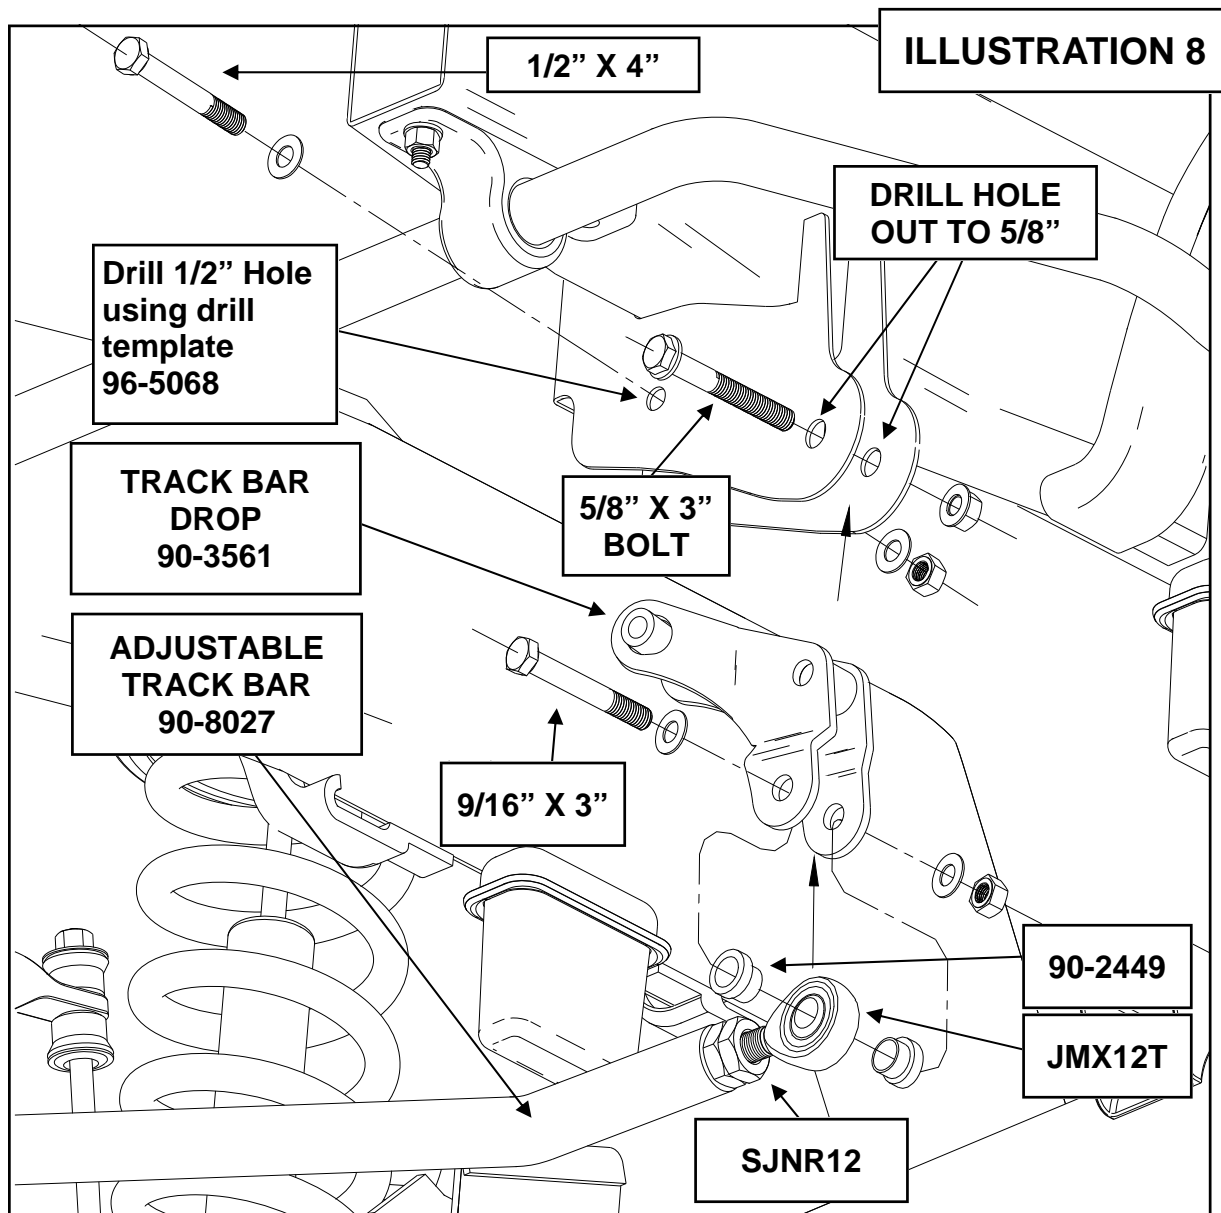 ILLUSTRATION 8
1/2” X 4”
DRILL HOLE
OUT TO 5/8”
Drill 1/2” Hole
using drill
template
96-5068
TRACK BAR
DROP
90-3561
5/8” X 3”
BOLT
ADJUSTABLE
TRACK BAR
90-8027
9/16” X 3”
90-2449
JMX12T
SJNR12